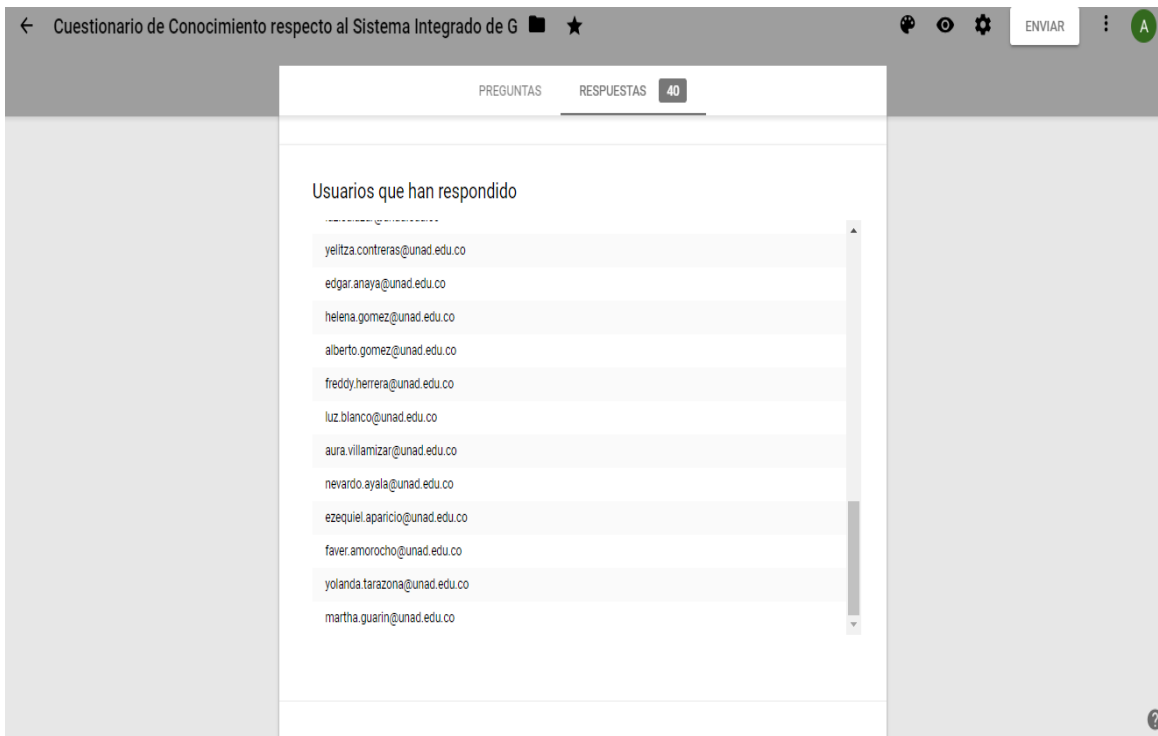 Cuestionario de Conocimiento respecto al Sistema Integrado de G
ENVIAR
A
PREGUNTAS RESPUESTAS 40
Usuarios que han respondido
yelitza.contreras@unad.edu.co
edgar.anaya@unad.edu.co
helena.gomez@unad.edu.co
alberto.gomez@unad.edu.co
freddy.herrera@unad.edu.co
luz.blanco@unad.edu.co
aura.villamizar@unad.edu.co
nevardo.ayala@unad.edu.co
ezequiel.aparicio@unad.edu.co
faver.amorocho@unad.edu.co
yolanda.tarazona@unad.edu.co
martha.guarin@unad.edu.co
?